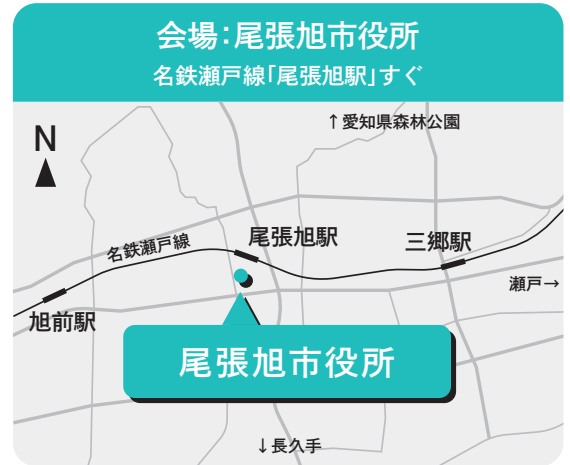 会場:尾張旭市役所
名鉄瀬戸線「尾張旭駅」すぐ
↑愛知県森林公園
N
名鉄瀬戸線
尾張旭駅
三郷駅
瀬戸→
旭前駅
尾張旭市役所
↓長久手